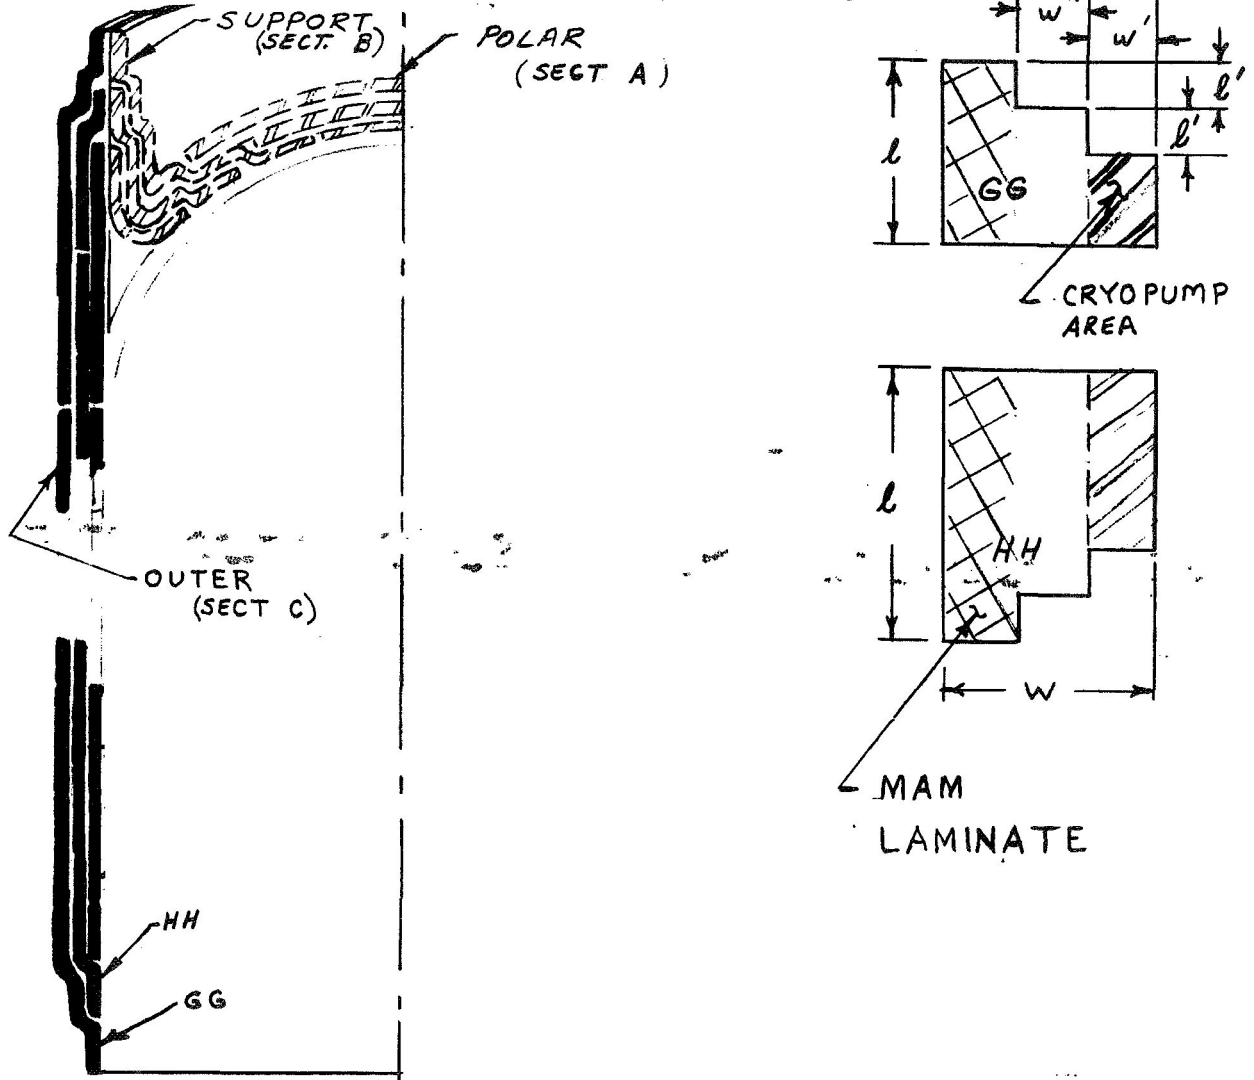 SUPPORT
(SECT. B)
POLAR
(SECT A)
OUTER
(SECT C)
HH
GG
w'
w'
l'
l'
l
GG
CRYOPUMP
AREA
l
HH
W
MAM
LAMINATE